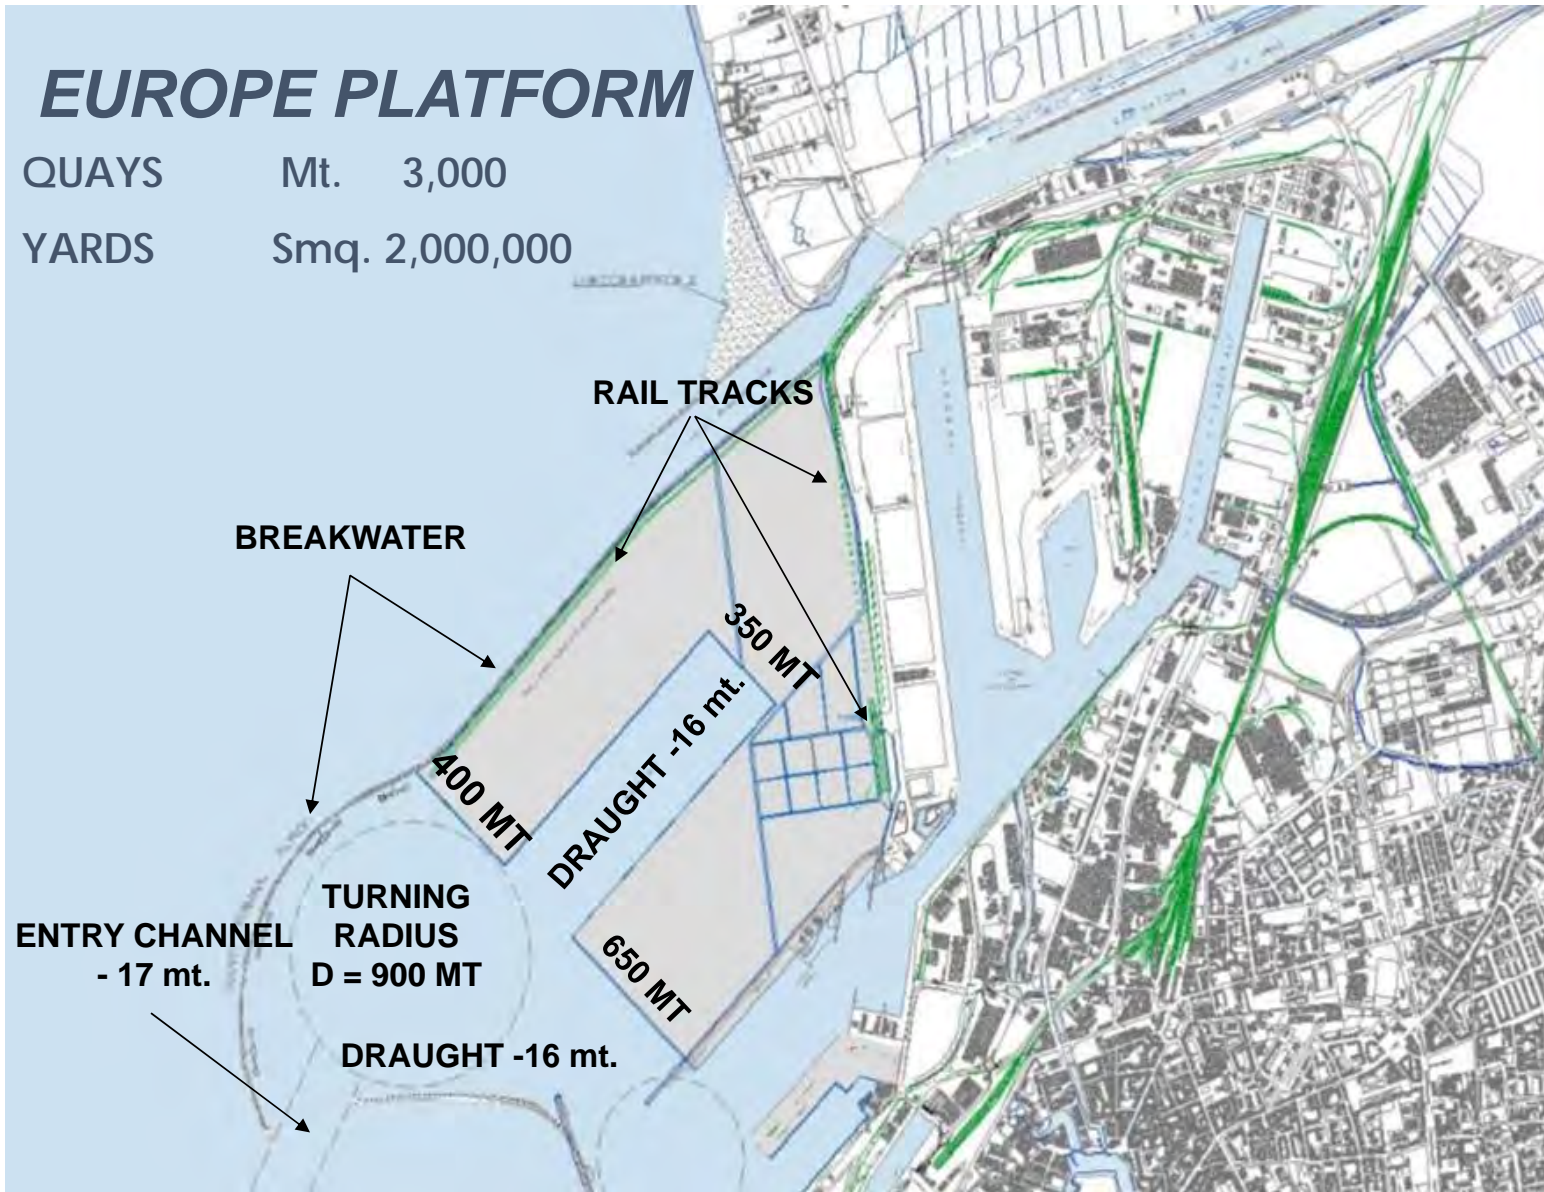 EUROPE PLATFORM
QUAYS Mt. 3,000
YARDS Smq. 2,000,000
RAIL TRACKS
BREAKWATER
350 MT
DRAUGHT -16 mt.
400 MT
TURNING
RADIUS
D = 900 MT
ENTRY CHANNEL
- 17 mt.
650 MT
DRAUGHT -16 mt.